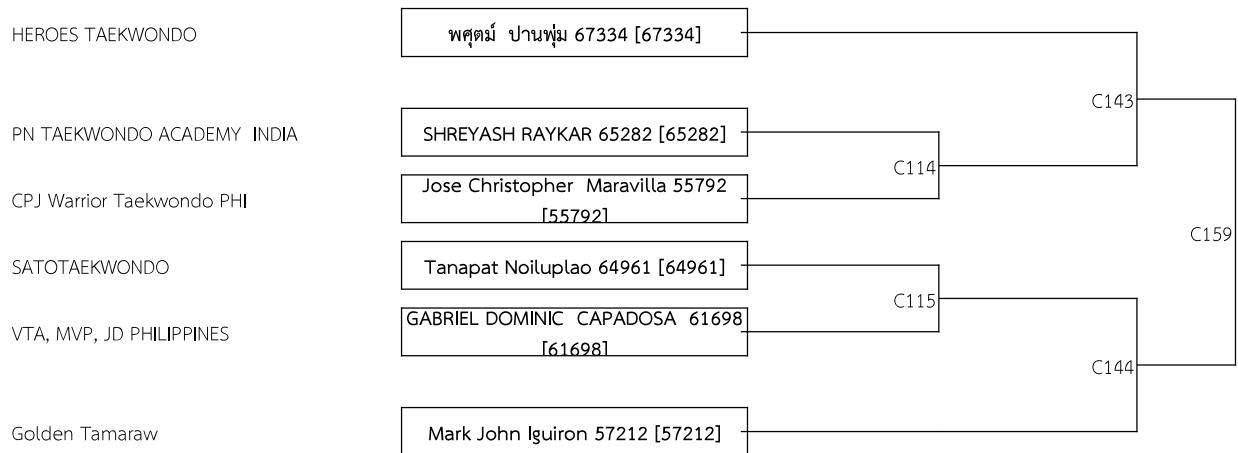 HEROES TAEKWONDO
พศุตม์ ปานพุ่ม 67334 [67334]
C143
PN TAEKWONDO ACADEMY INDIA
SHREYASH RAYKAR 65282 [65282]
C114
CPJ Warrior Taekwondo PHI
Jose Christopher Maravilla 55792
[55792]
C159
SATOTAEKWONDO
Tanapat Noiluplao 64961 [64961]
C115
VTA, MVP, JD PHILIPPINES
GABRIEL DOMINIC CAPADOSA 61698
[61698]
C144
Golden Tamaraw
Mark John Iguiron 57212 [57212]